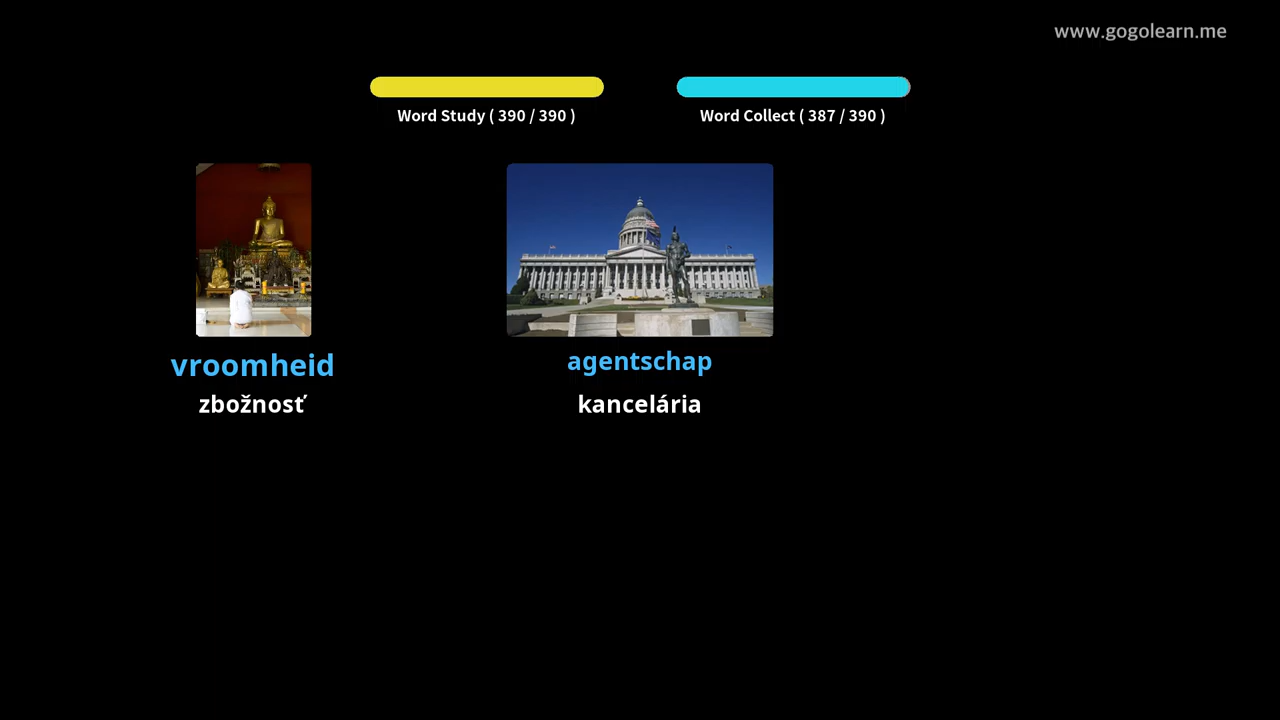 www.gogolearn.me
Word Study ( 390 / 390 )
Word Collect ( 387 / 390 )
vroomheid
zbožnosť
agentschap
kancelária